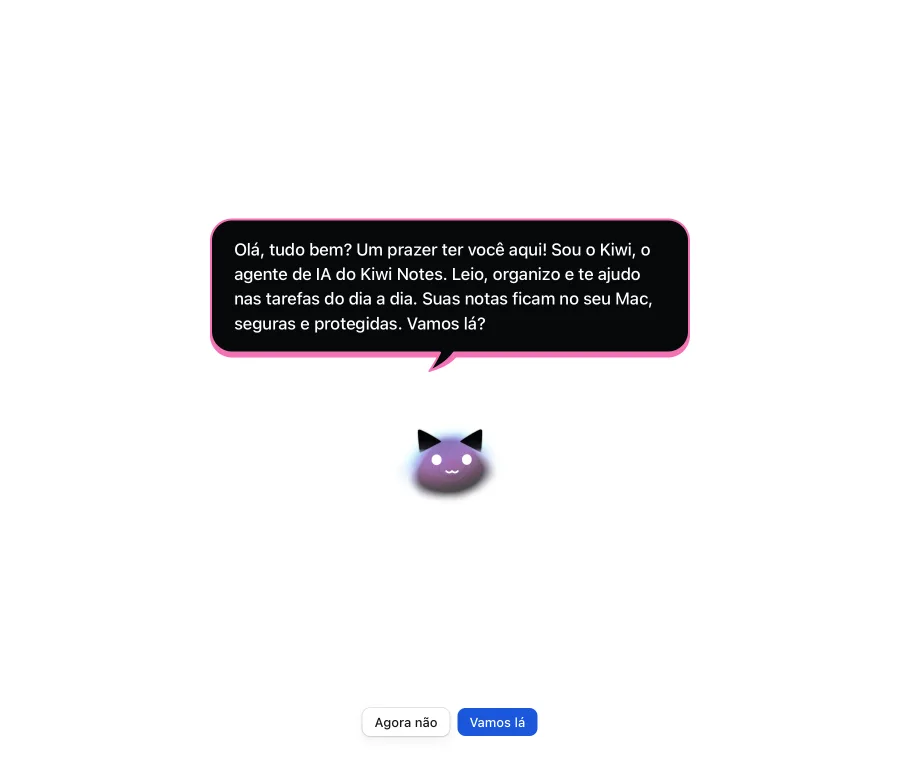 Olá, tudo bem? Um prazer ter você aqui! Sou o Kiwi, o
agente de IA do Kiwi Notes. Leio, organizo e te ajudo
nas tarefas do dia a dia. Suas notas ficam no seu Mac,
seguras e protegidas. Vamos lá?
Agora não
Vamos lá